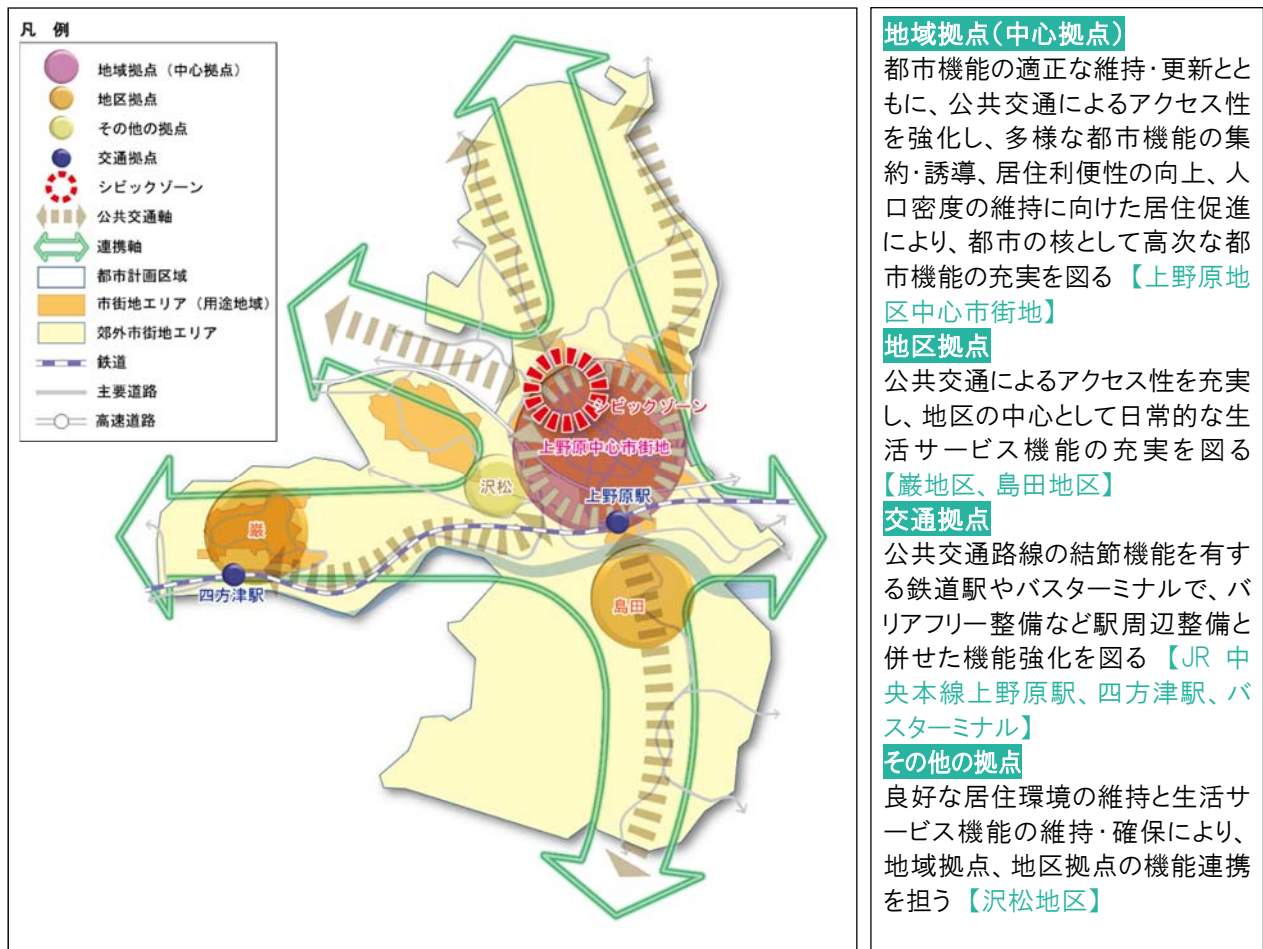 凡 例
地域拠点（中心拠点）
地区拠点
その他の拠点
交通拠点
シビックゾーン
公共交通軸
連携軸
都市計画区域
市街地エリア（用途地域）
郊外市街地エリア
鉄道
主要道路
高速道路
シビックゾーン
上野原中心市街地
沢松
上野原駅
巌
四方津駅
島田
地域拠点（中心拠点）
都市機能の適正な維持・更新とと
もに、公共交通によるアクセス性
を強化し、多様な都市機能の集
約・誘導、居住利便性の向上、人
口密度の維持に向けた居住促進
により、都市の核として高次な都
市機能の充実を図る 【上野原地
区中心市街地】
地区拠点
公共交通によるアクセス性を充実
し、地区の中心として日常的な生
活サービス機能の充実を図る
【巌地区、島田地区】
交通拠点
公共交通路線の結節機能を有す
る鉄道駅やバスターミナルで、バ
リアフリー整備など駅周辺整備と
併せた機能強化を図る 【JR 中
央本線上野原駅、四方津駅、バ
スターミナル】
その他の拠点
良好な居住環境の維持と生活サ
ービス機能の維持・確保により、
地域拠点、地区拠点の機能連携
を担う 【沢松地区】